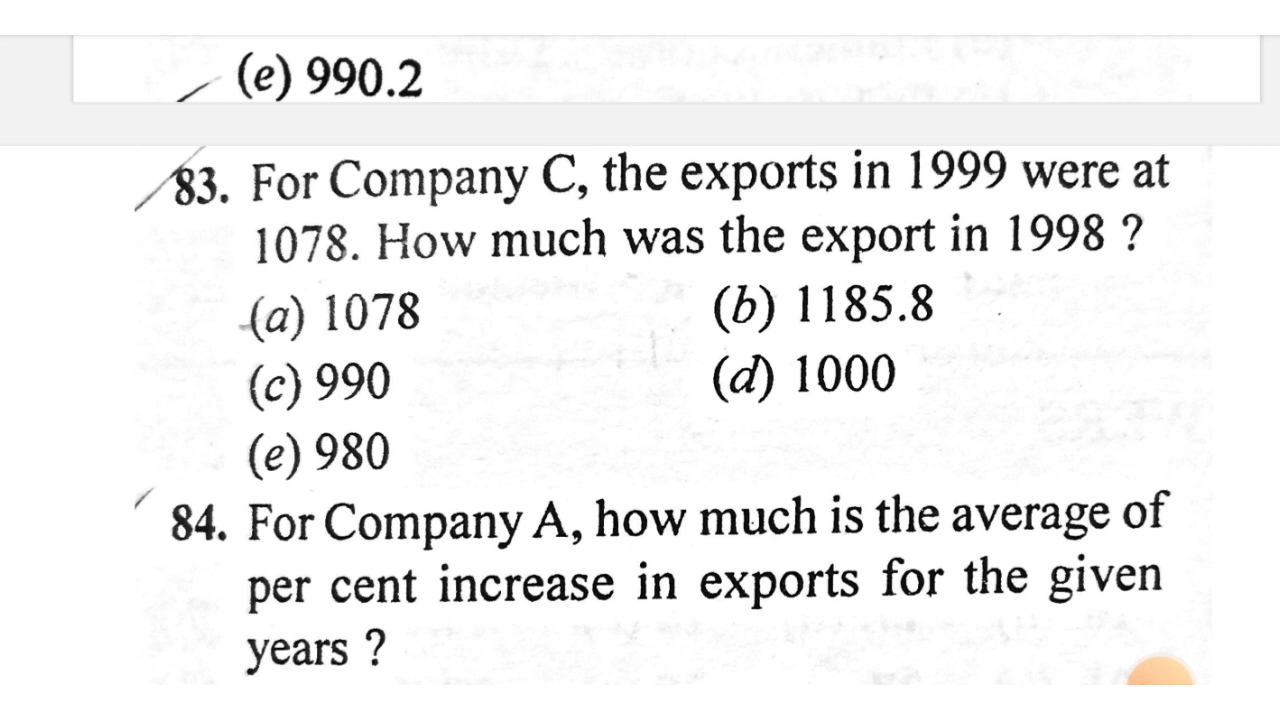 (e) 990.2
83. For Company C, the exports in 1999 were at
1078. How much was the export in 1998 ?
(a) 1078 (b) 1185.8
(c) 990 (d) 1000
(e) 980
84. For Company A, how much is the average of
per cent increase in exports for the given
years ?